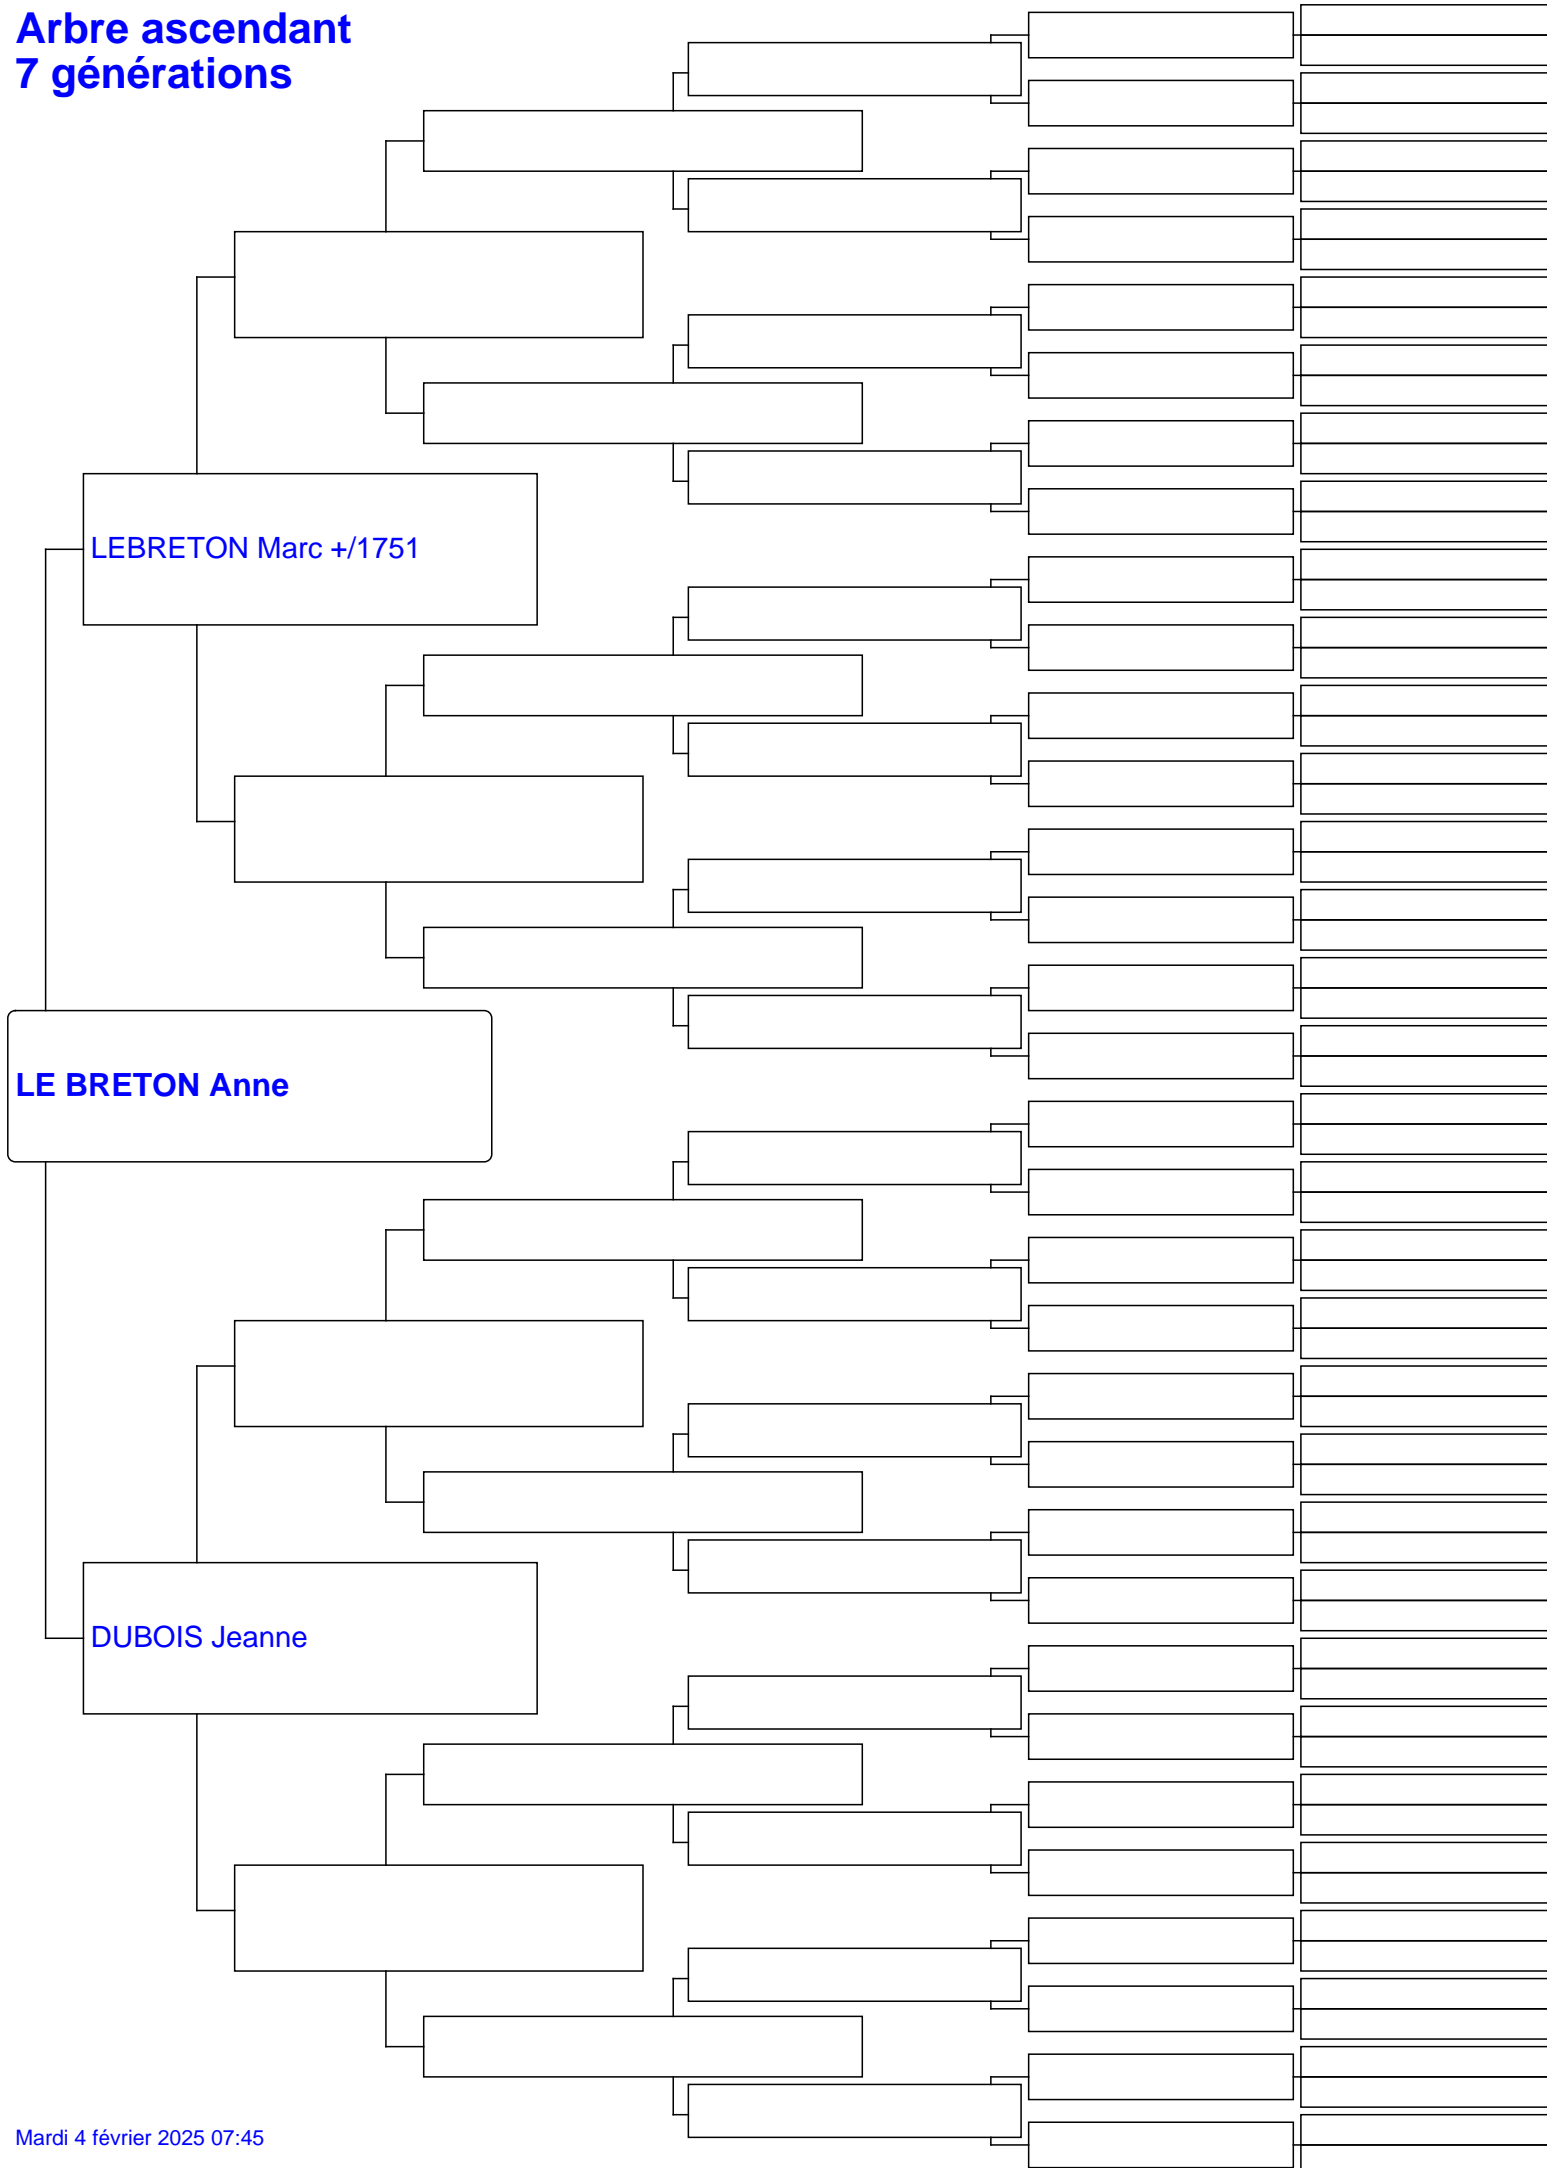 Arbre ascendant
7 générations
LEBRETON Marc +/1751
LE BRETON Anne
DUBOIS Jeanne
Mardi 4 février 2025 07:45